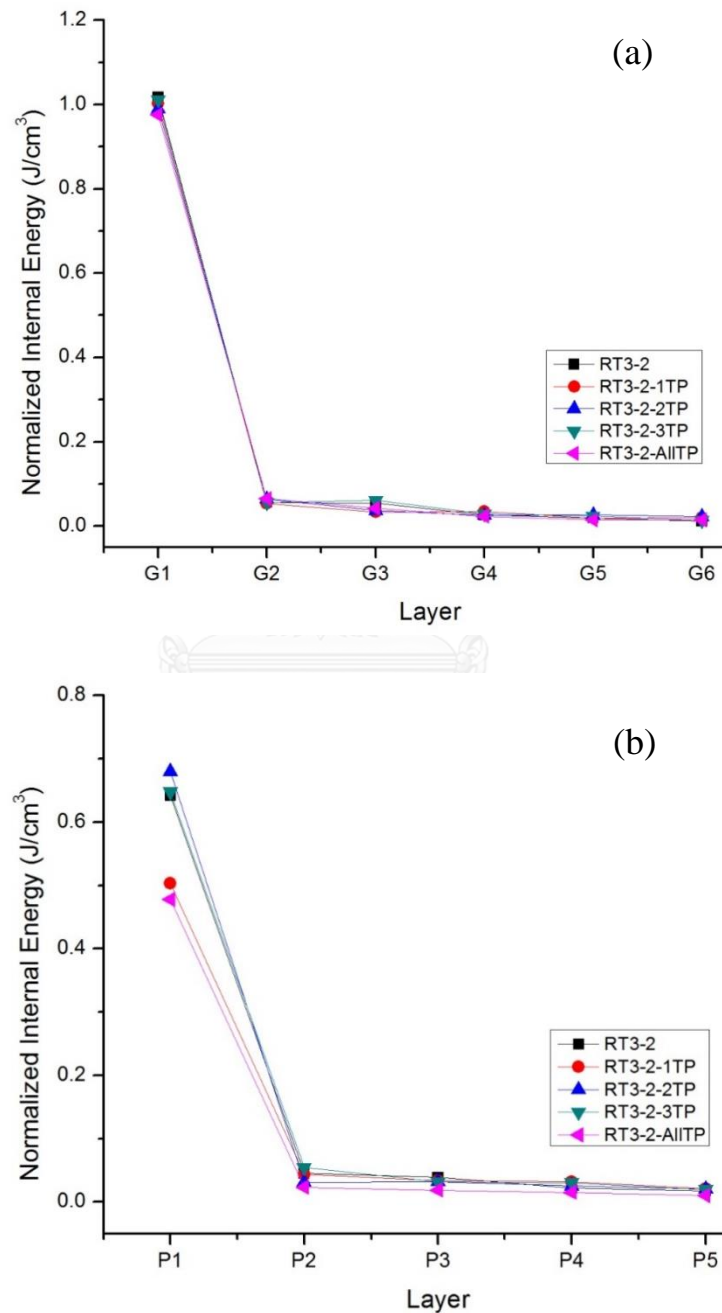 (a)
Normalized Internal Energy (J/cm³)
1.2
1.0
0.8
0.6
0.4
0.2
0.0
RT3-2
RT3-2-1TP
RT3-2-2TP
RT3-2-3TP
RT3-2-AllTP
G1 G2 G3 G4 G5 G6
Layer
(b)
Normalized Internal Energy (J/cm³)
0.8
0.6
0.4
0.2
0.0
RT3-2
RT3-2-1TP
RT3-2-2TP
RT3-2-3TP
RT3-2-AllTP
P1 P2 P3 P4 P5
Layer